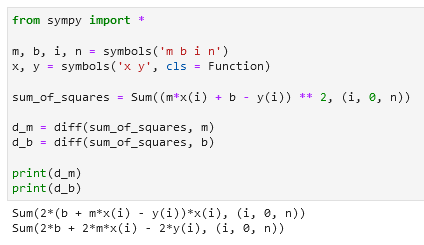 from sympy import *
m, b, i, n = symbols('m b i n')
x, y = symbols('x y', cls = Function)
sum_of_squares = Sum((m*x(i) + b - y(i)) ** 2, (i, 0, n))
d_m = diff(sum_of_squares, m)
d_b = diff(sum_of_squares, b)
print(d_m)
print(d_b)
Sum(2*(b + m*x(i) - y(i))*x(i), (i, 0, n))
Sum(2*b + 2*m*x(i) - 2*y(i), (i, 0, n))